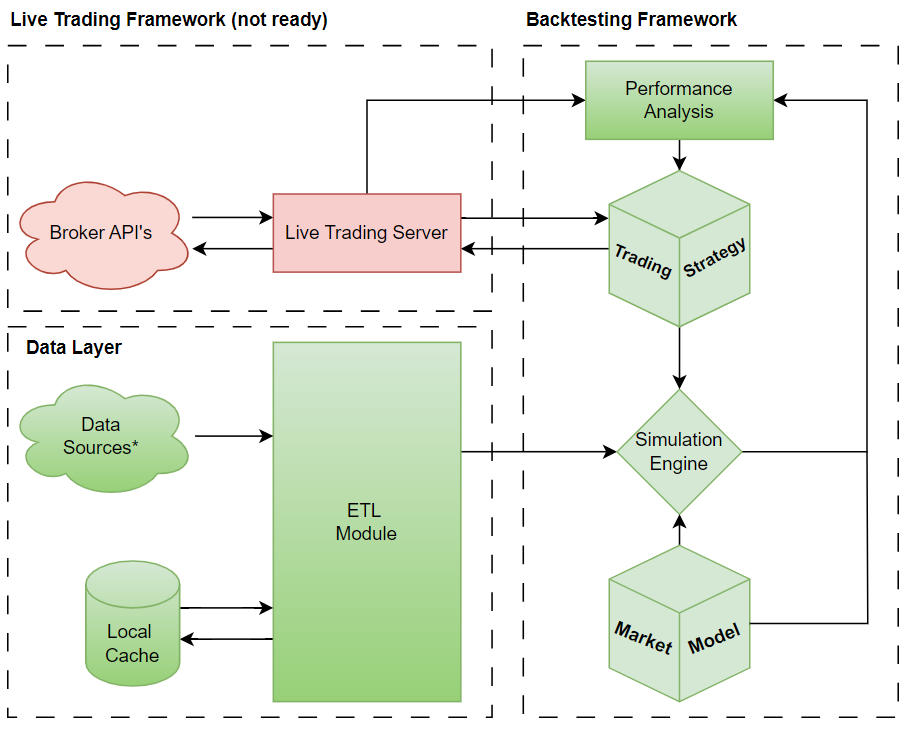 Live Trading Framework (not ready)
Backtesting Framework
Performance
Analysis
Broker API's
Live Trading Server
Trading
Strategy
Data Layer
Data
Sources*
Simulation
Engine
ETL
Module
Local
Cache
Market
Model